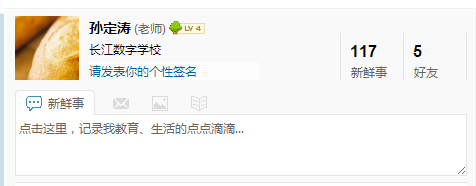 孙定涛 (老师) LV 4
长江数字学校
请发表你的个性签名
117 5
新鲜事 好友
新鲜事
点击这里，记录我教育、生活的点点滴滴...